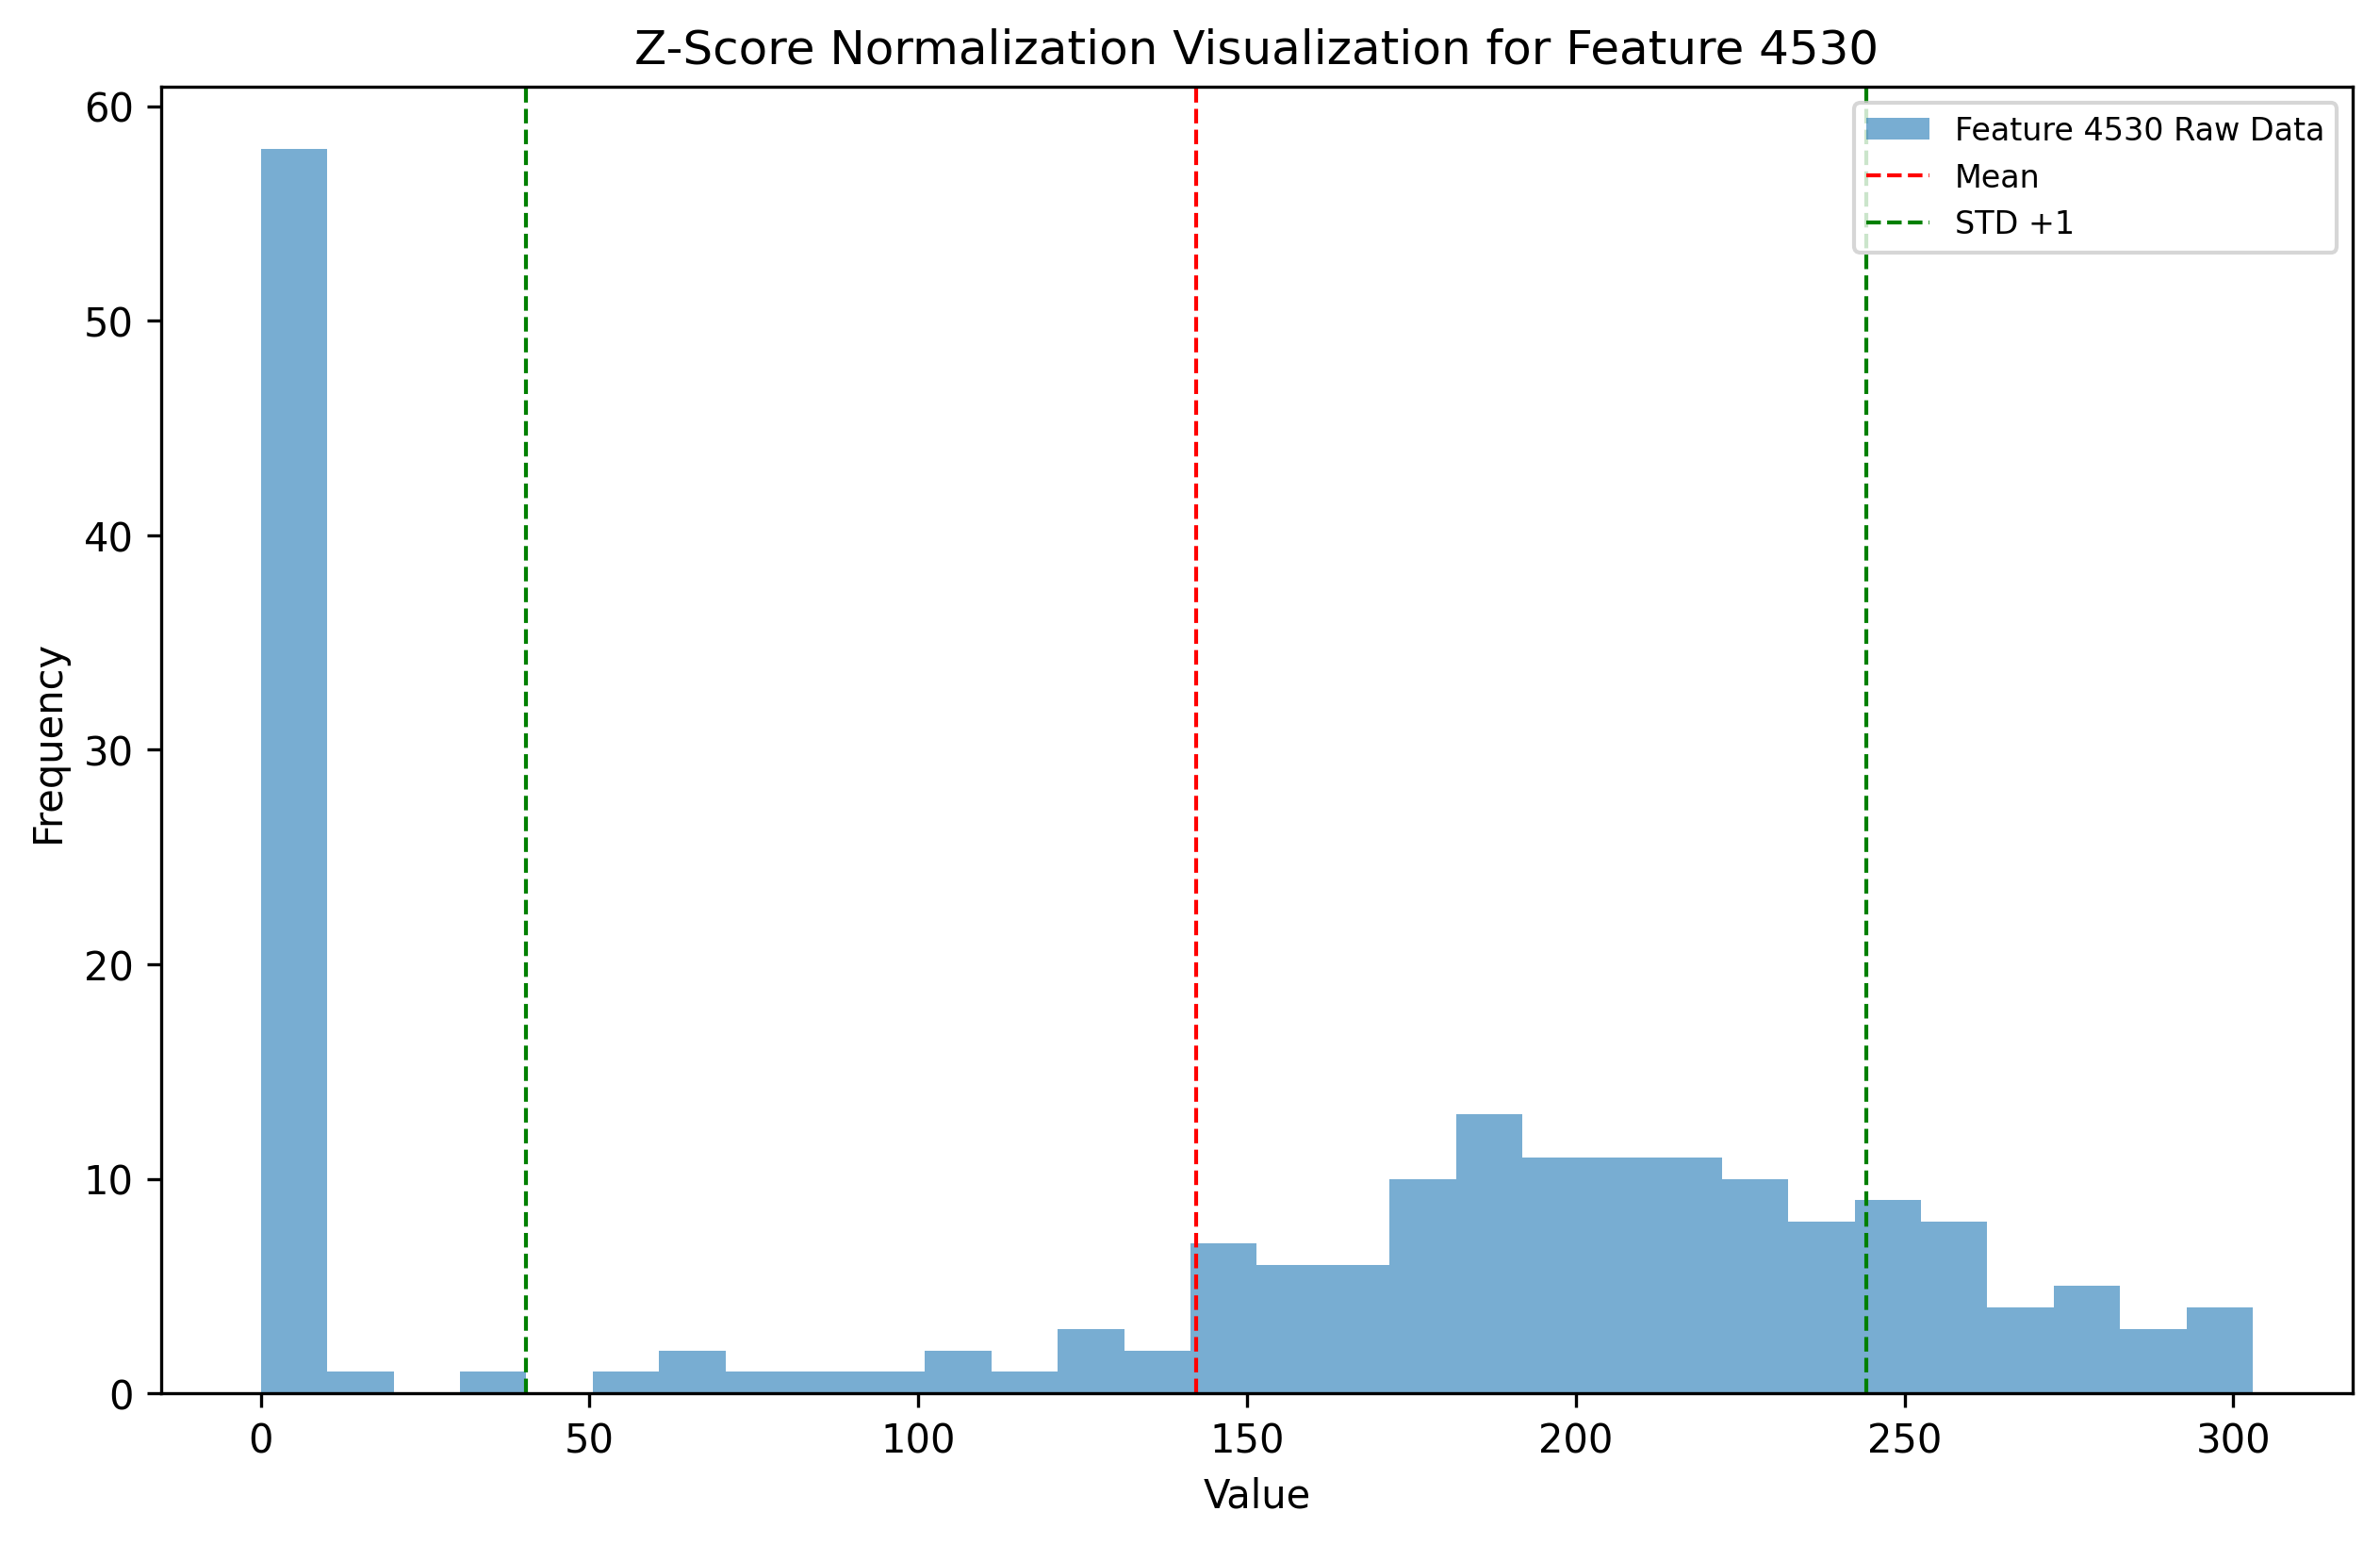 Z-Score Normalization Visualization for Feature 4530
Feature 4530 Raw Data
Mean
STD +1
60
50
40
30
20
10
0
Frequency
0 50 100 150 200 250 300
Value